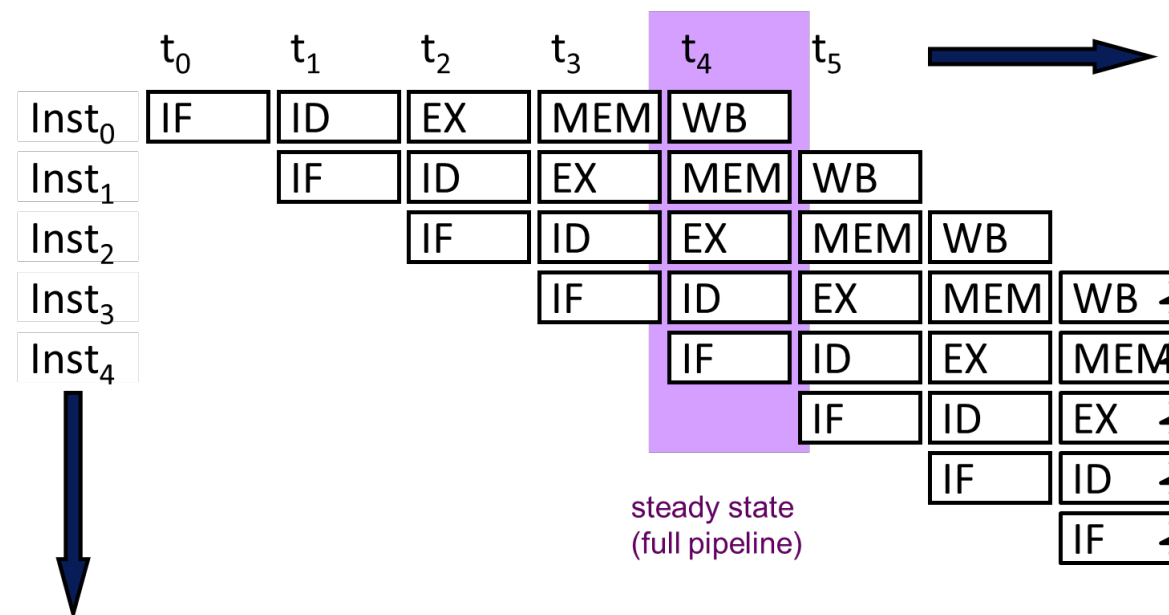 t₀ t₁ t₂ t₃ t₄ t₅
Inst₀ IF ID EX MEM WB
Inst₁ IF ID EX MEM WB
Inst₂ IF ID EX MEM WB
Inst₃ IF ID EX MEM WB
Inst₄ IF ID EX MEM
IF ID EX
IF ID
IF
steady state
(full pipeline)